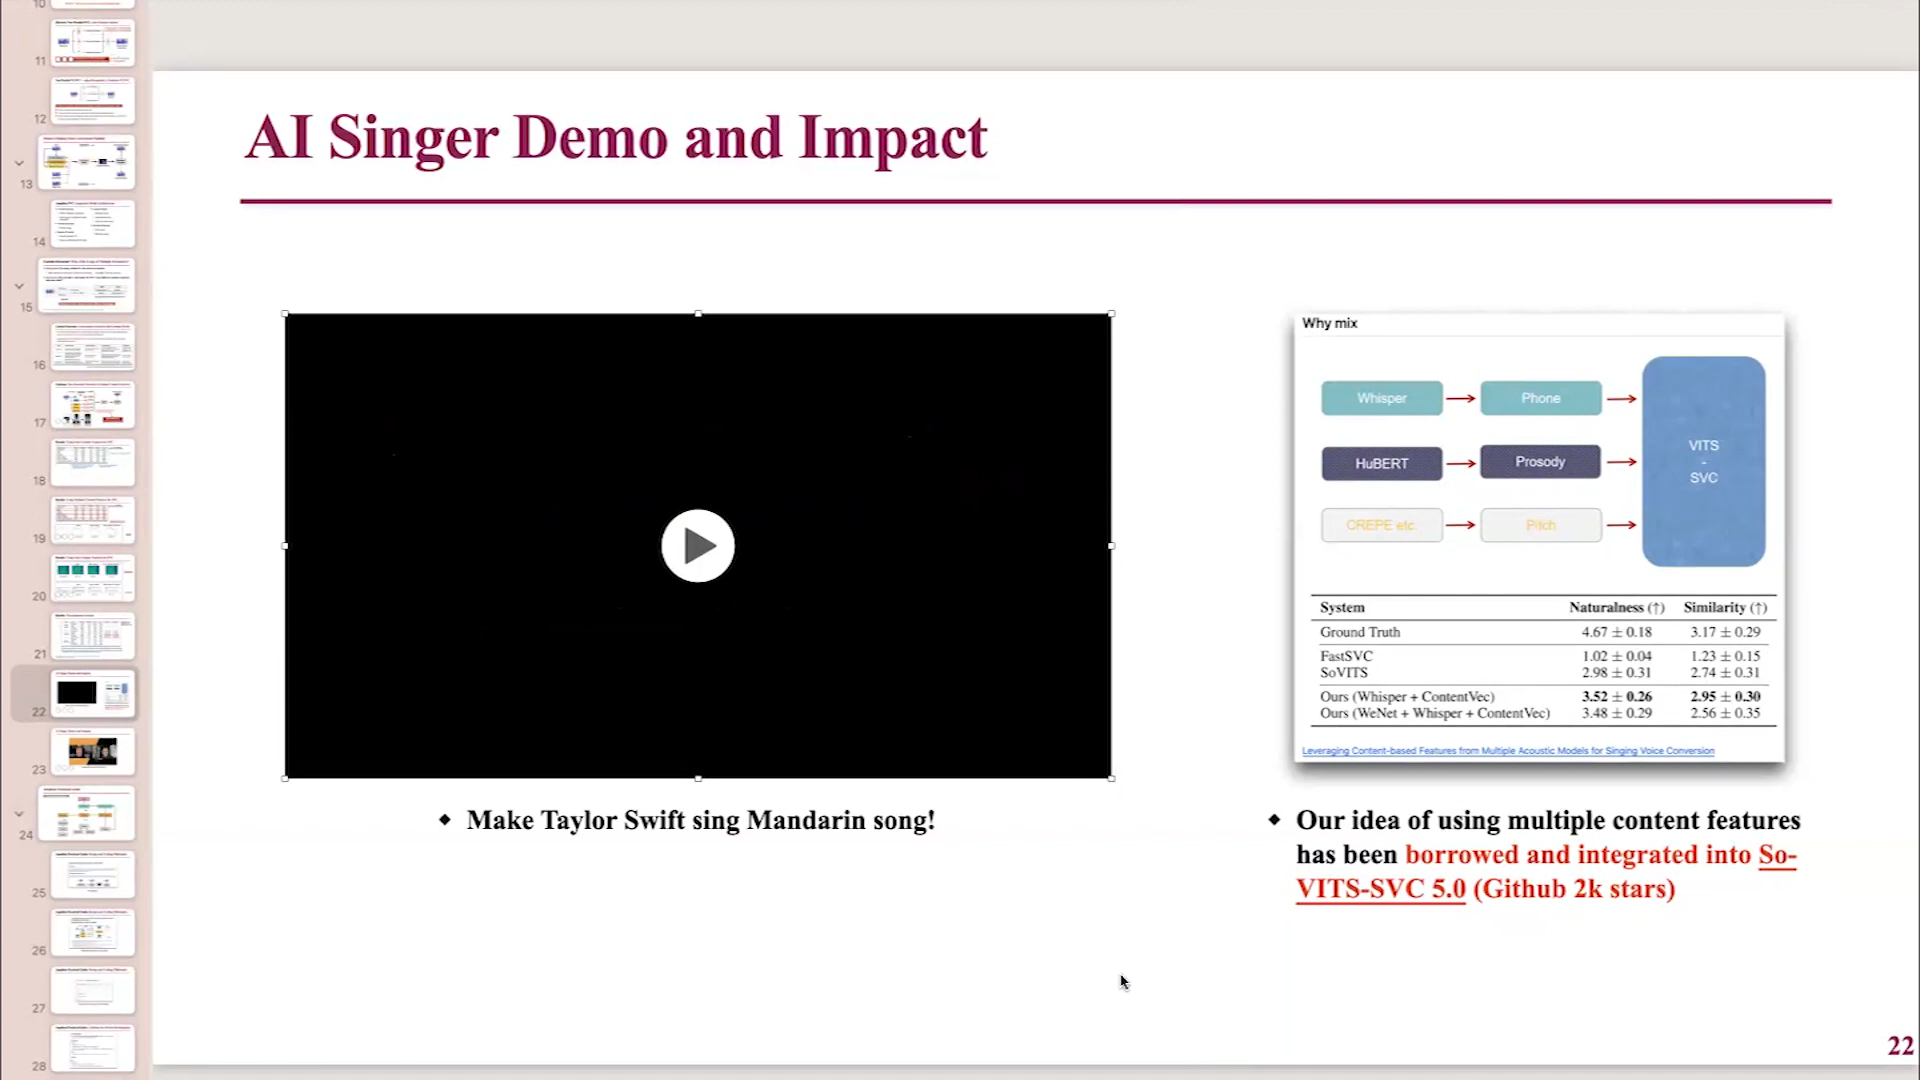 10
11
12
13
14
15
16
17
18
19
20
21
22
23
24
25
26
27
28
AI Singer Demo and Impact
Why mix
Whisper Phone
HuBERT Prosody
CREPE etc. Pitch
VITS
-
SVC
System Naturalness (↑) Similarity (↑)
Ground Truth 4.67 ± 0.18 3.17 ± 0.29
FastSVC 1.02 ± 0.04 1.23 ± 0.15
SoVITS 2.98 ± 0.31 2.74 ± 0.31
Ours (Whisper + ContentVec) 3.52 ± 0.26 2.95 ± 0.30
Ours (WeNet + Whisper + ContentVec) 3.48 ± 0.29 2.56 ± 0.35
Leveraging Content-based Features from Multiple Acoustic Models for Singing Voice Conversion
◆ Make Taylor Swift sing Mandarin song!
◆ Our idea of using multiple content features
has been borrowed and integrated into So-
VITS-SVC 5.0 (Github 2k stars)
22